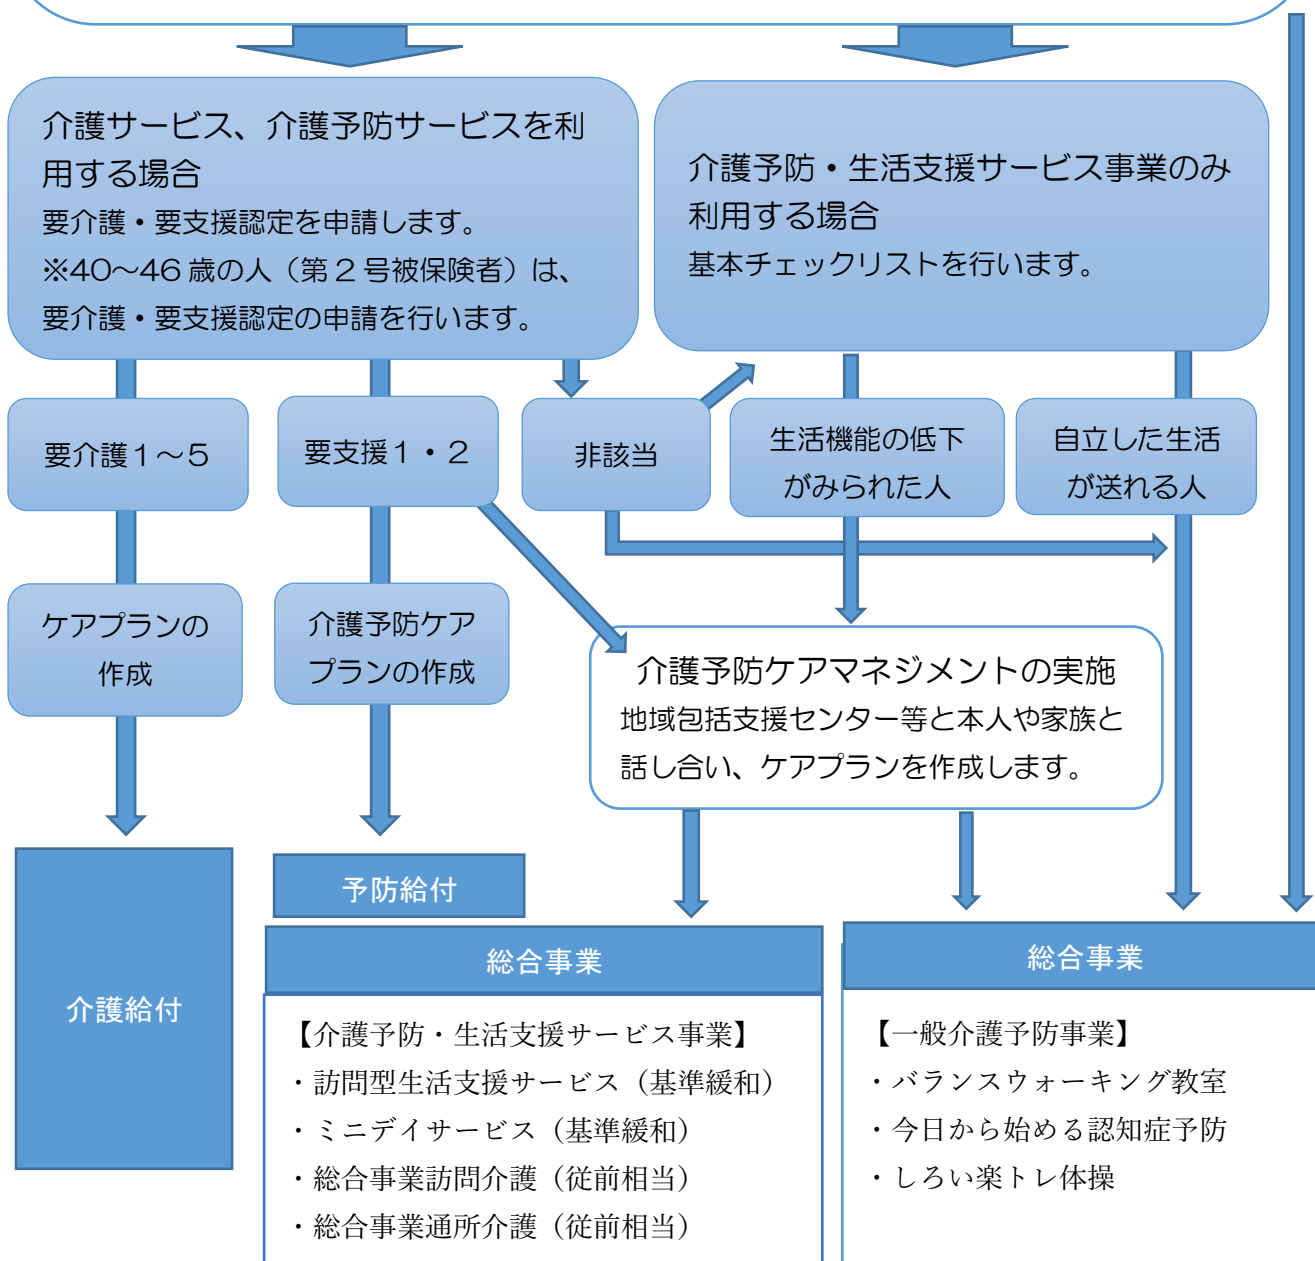 介護サービス、介護予防サービスを利
用する場合
要介護・要支援認定を申請します。
※40～46歳の人（第２号被保険者）は、
要介護・要支援認定の申請を行います。
介護予防・生活支援サービス事業のみ
利用する場合
基本チェックリストを行います。
要介護１～５
要支援１・２
非該当
生活機能の低下
がみられた人
自立した生活
が送れる人
ケアプランの
作成
介護予防ケア
プランの作成
介護予防ケアマネジメントの実施
地域包括支援センター等と本人や家族と
話し合い、ケアプランを作成します。
介護給付
予防給付
総合事業
【介護予防・生活支援サービス事業】
・訪問型生活支援サービス（基準緩和）
・ミニデイサービス（基準緩和）
・総合事業訪問介護（従前相当）
・総合事業通所介護（従前相当）
総合事業
【一般介護予防事業】
・バランスウォーキング教室
・今日から始める認知症予防
・しろい楽トレ体操